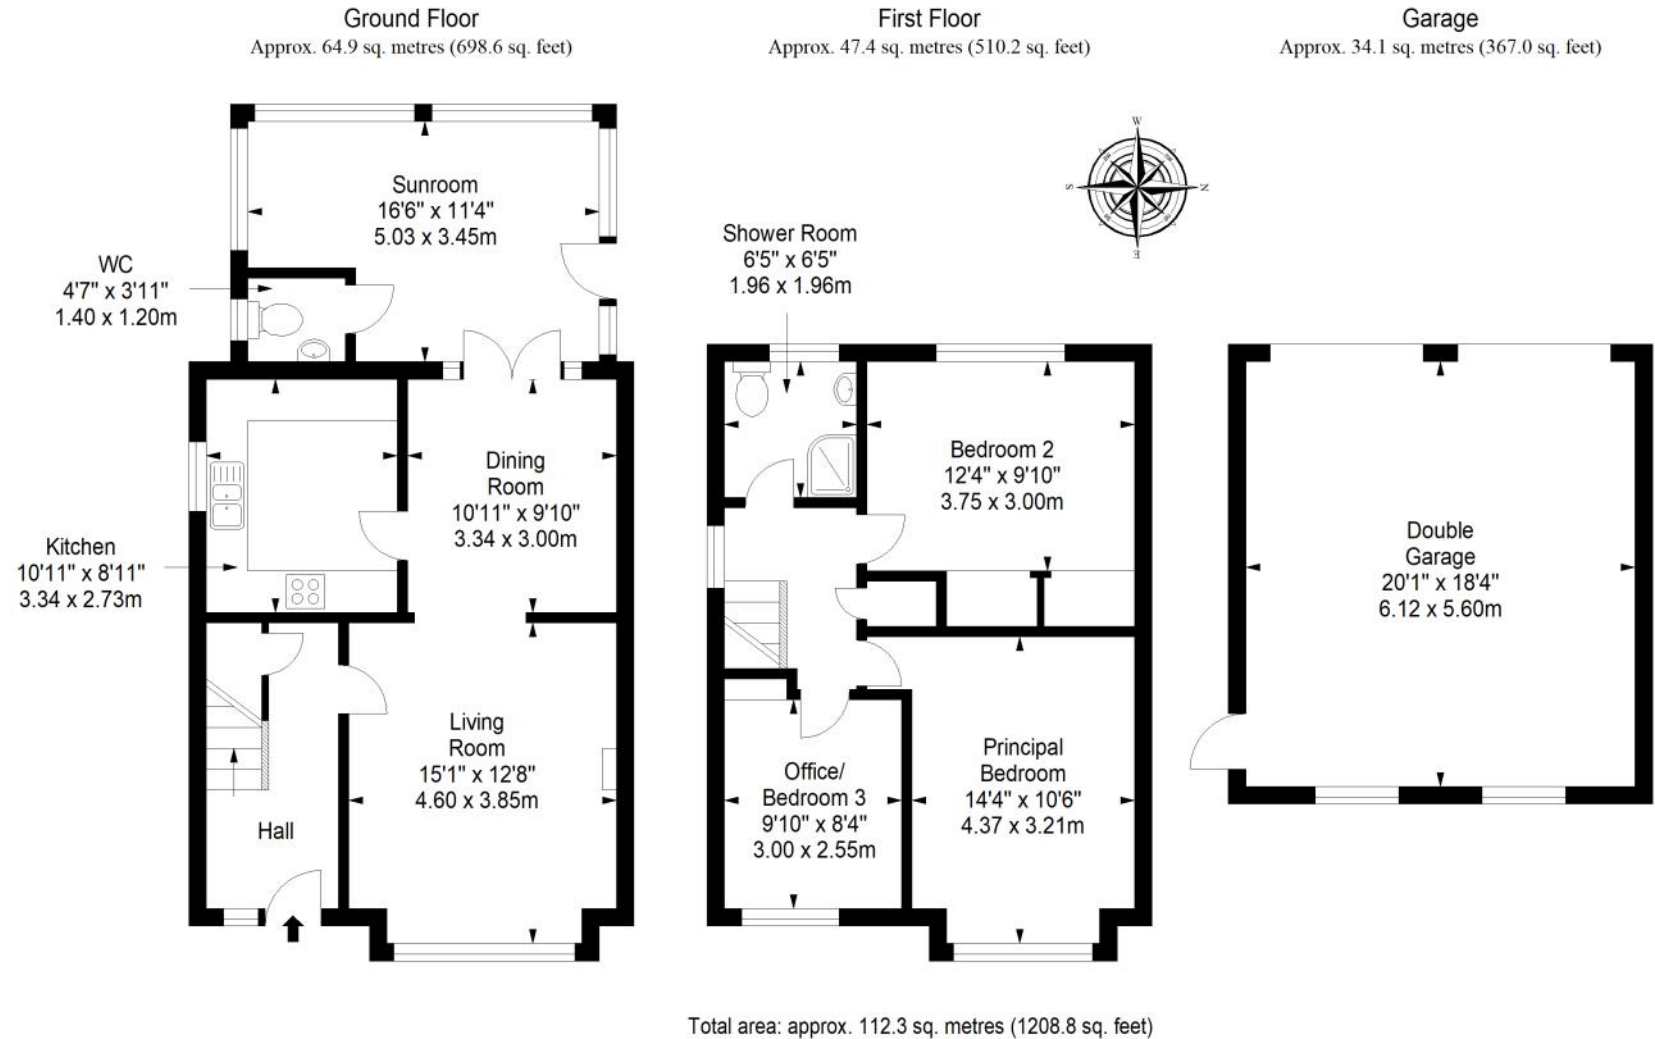 Ground Floor
Approx. 64.9 sq. metres (698.6 sq. feet)
First Floor
Approx. 47.4 sq. metres (510.2 sq. feet)
Garage
Approx. 34.1 sq. metres (367.0 sq. feet)
Sunroom
16'6" x 11'4"
5.03 x 3.45m
WC
4'7" x 3'11"
1.40 x 1.20m
Kitchen
10'11" x 8'11"
3.34 x 2.73m
Dining
Room
10'11" x 9'10"
3.34 x 3.00m
Living
Room
15'1" x 12'8"
4.60 x 3.85m
Hall
Shower Room
6'5" x 6'5"
1.96 x 1.96m
Bedroom 2
12'4" x 9'10"
3.75 x 3.00m
Office/
Bedroom 3
9'10" x 8'4"
3.00 x 2.55m
Principal
Bedroom
14'4" x 10'6"
4.37 x 3.21m
W
S
N
E
Double
Garage
20'1" x 18'4"
6.12 x 5.60m
Total area: approx. 112.3 sq. metres (1208.8 sq. feet)